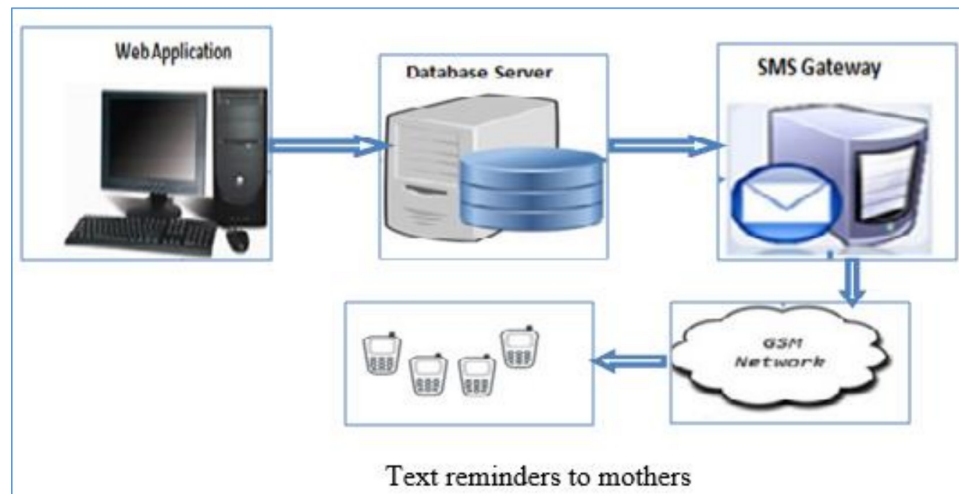 Web Application
Database Server
SMS Gateway
GSM
Network
Text reminders to mothers